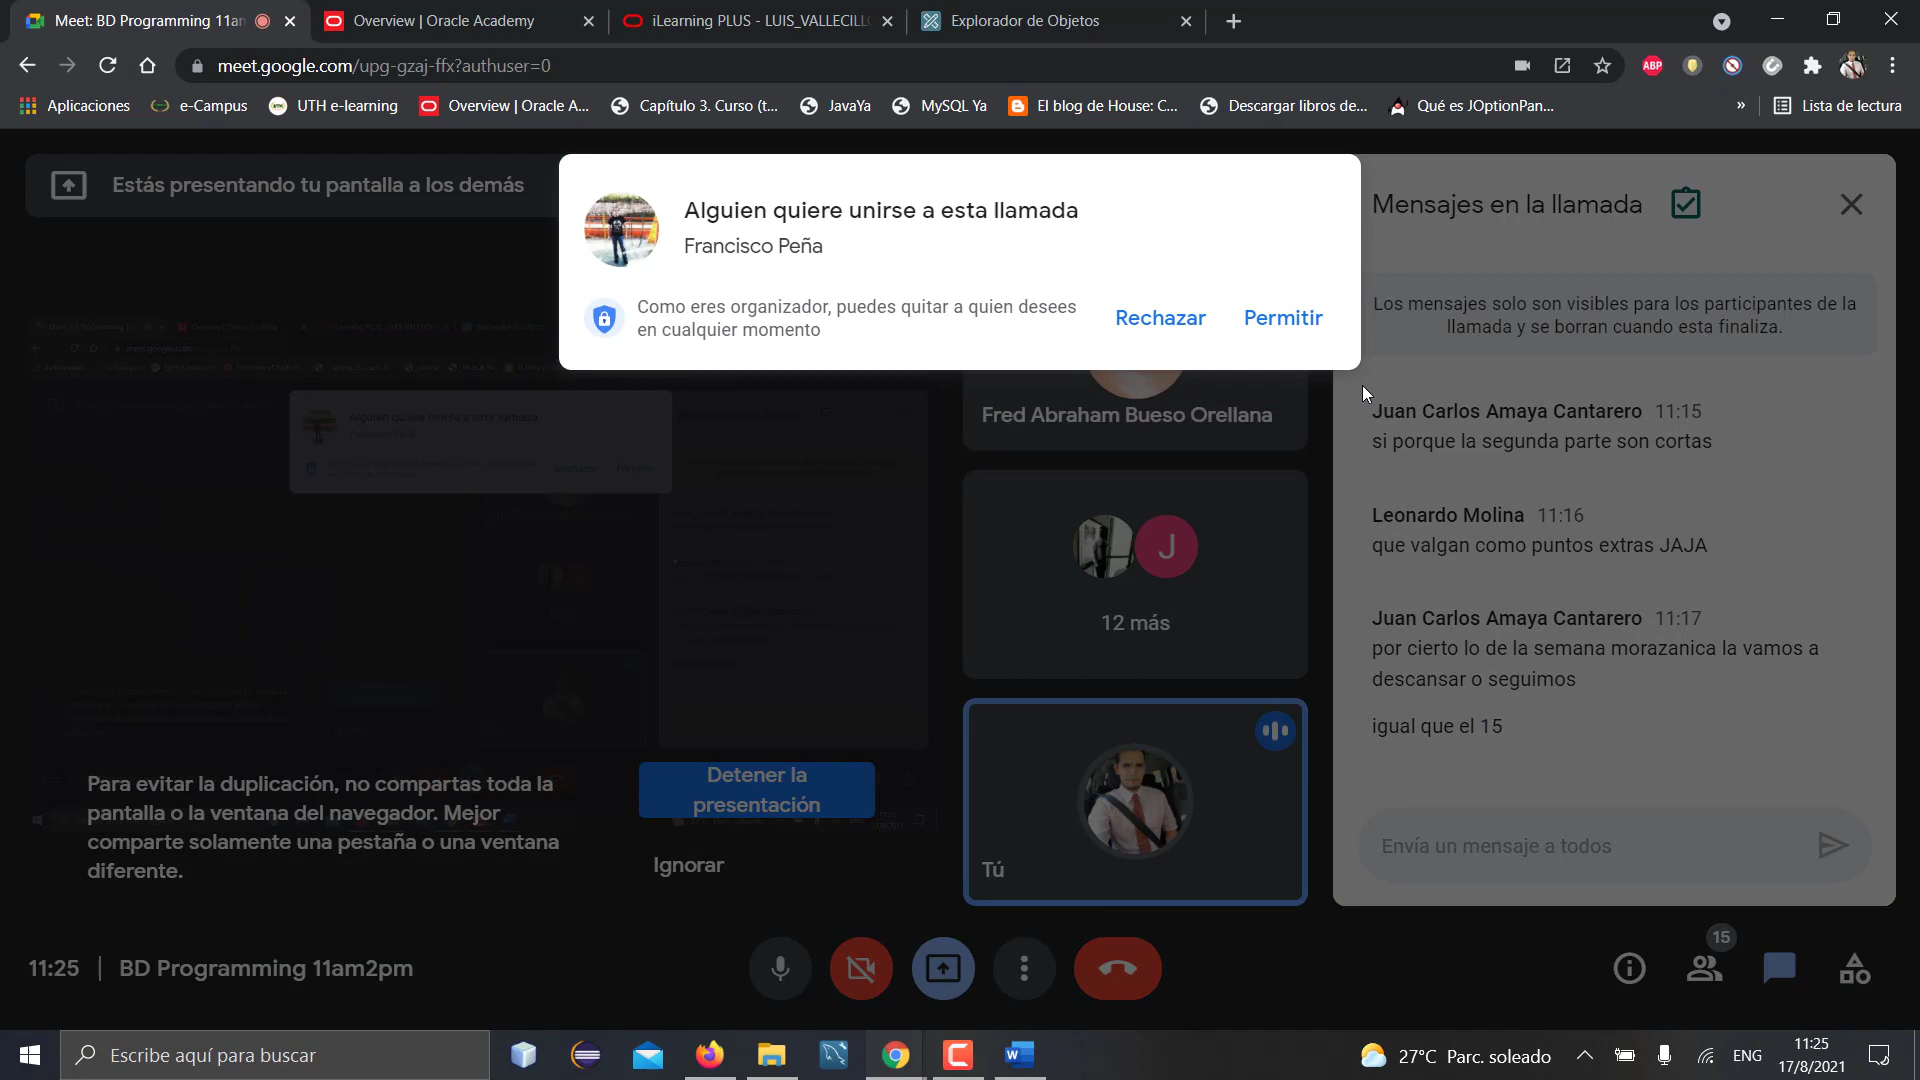 Meet: BD Programming 11am
Overview | Oracle Academy
iLearning PLUS - LUIS_VALLECILLO
Explorador de Objetos
meet.google.com/upg-gzaj-ffx?authuser=0
ABP
Aplicaciones
e-Campus
UTH e-learning
Overview | Oracle A...
Capítulo 3. Curso (t...
JavaYa
MySQL Ya
El blog de House: C...
Descargar libros de...
Qué es JOptionPan...
»
Lista de lectura
Estás presentando tu pantalla a los demás
Alguien quiere unirse a esta llamada
Francisco Peña
Como eres organizador, puedes quitar a quien desees
en cualquier momento
Rechazar
Permitir
Mensajes en la llamada
Los mensajes solo son visibles para los participantes de la
llamada y se borran cuando esta finaliza.
Juan Carlos Amaya Cantarero 11:15
si porque la segunda parte son cortas
Leonardo Molina 11:16
que valgan como puntos extras JAJA
Juan Carlos Amaya Cantarero 11:17
por cierto lo de la semana morazanica la vamos a
descansar o seguimos
igual que el 15
Envía un mensaje a todos
Fred Abraham Bueso Orellana
J
12 más
Tú
Para evitar la duplicación, no compartas toda la
pantalla o la ventana del navegador. Mejor
comparte solamente una pestaña o una ventana
diferente.
Detener la
presentación
Ignorar
11:25 | BD Programming 11am2pm
15
Escribe aquí para buscar
27°C Parc. soleado
ENG
11:25
17/8/2021